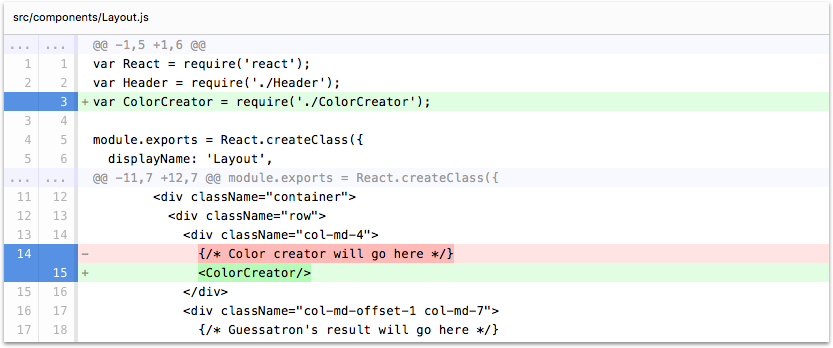 src/components/Layout.js
... ... @@ -1,5 +1,6 @@
1 1 var React = require('react');
2 2 var Header = require('./Header');
3 + var ColorCreator = require('./ColorCreator');
3 4
4 5 module.exports = React.createClass({
5 6   displayName: 'Layout',
... ... @@ -11,7 +12,7 @@ module.exports = React.createClass({
11 12         <div className="container">
12 13           <div className="row">
13 14             <div className="col-md-4">
14 -               {/* Color creator will go here */}
15 +               <ColorCreator/>
15 16             </div>
16 17             <div className="col-md-offset-1 col-md-7">
17 18               {/* Guessatron's result will go here */}